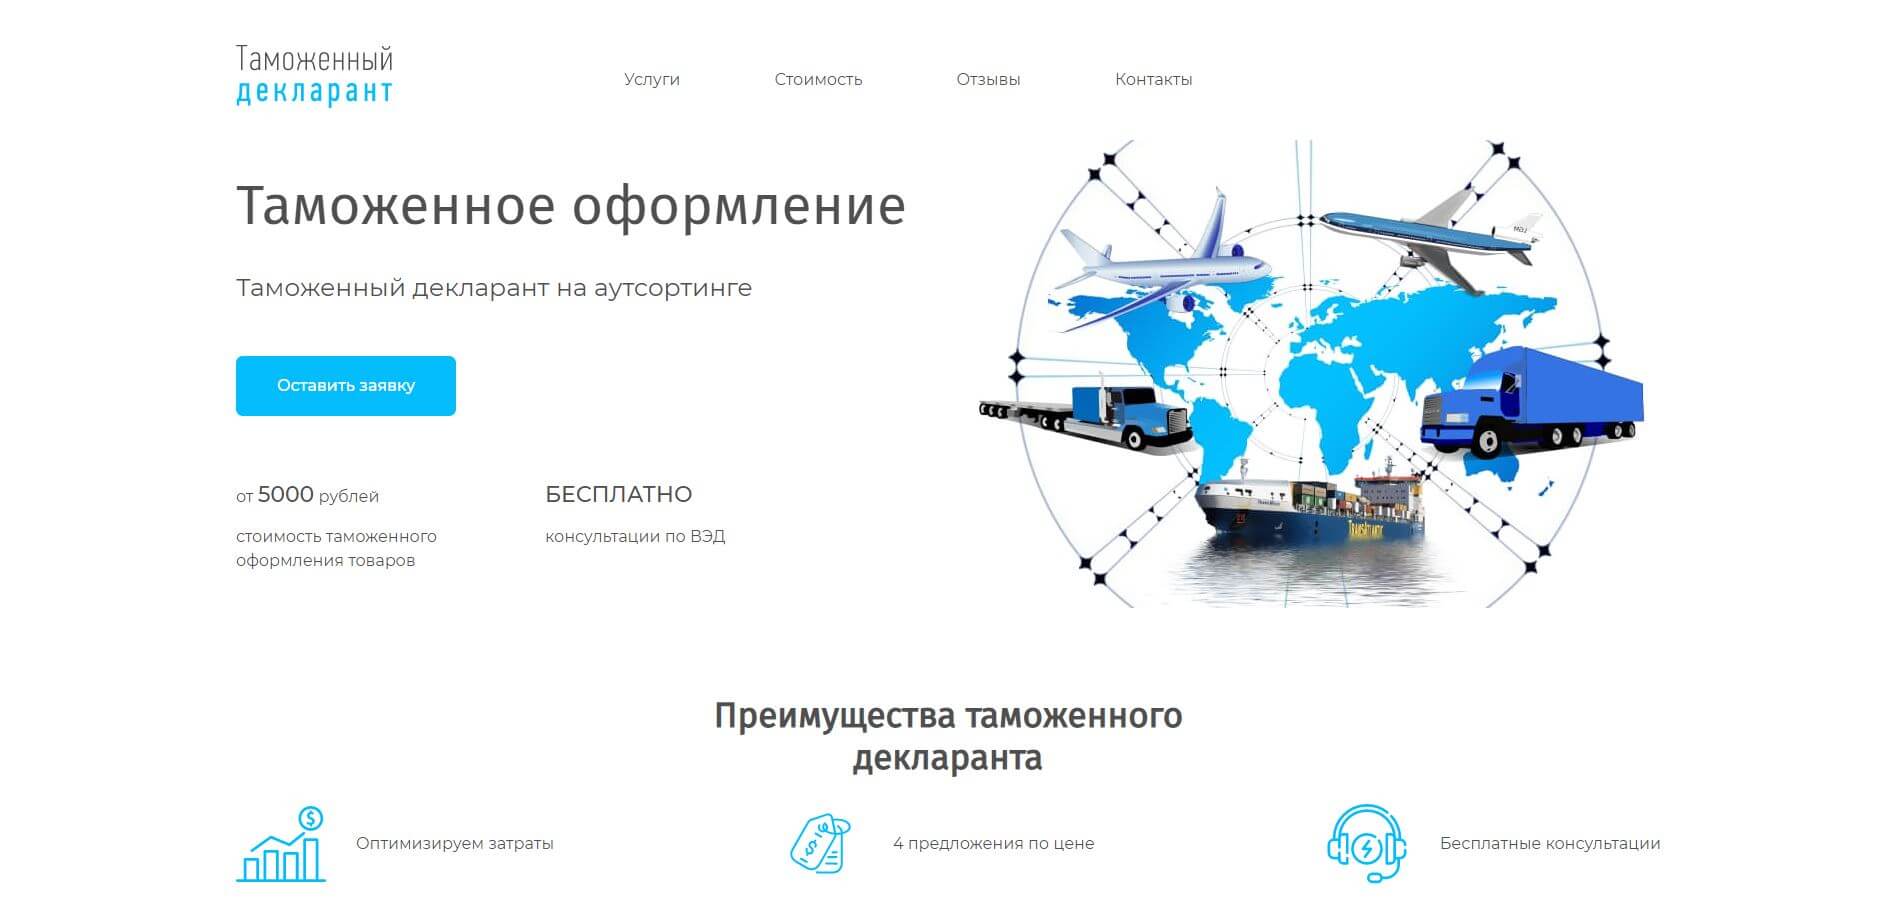 Таможенный
декларант
Услуги
Стоимость
Отзывы
Контакты
Таможенное оформление
Таможенный декларант на аутсортинге
Оставить заявку
от 5000 рублей
стоимость таможенного
оформления товаров
БЕСПЛАТНО
консультации по ВЭД
TRANSATLANTIC
Преимущества таможенного
декларанта
Оптимизируем затраты
4 предложения по цене
Бесплатные консультации